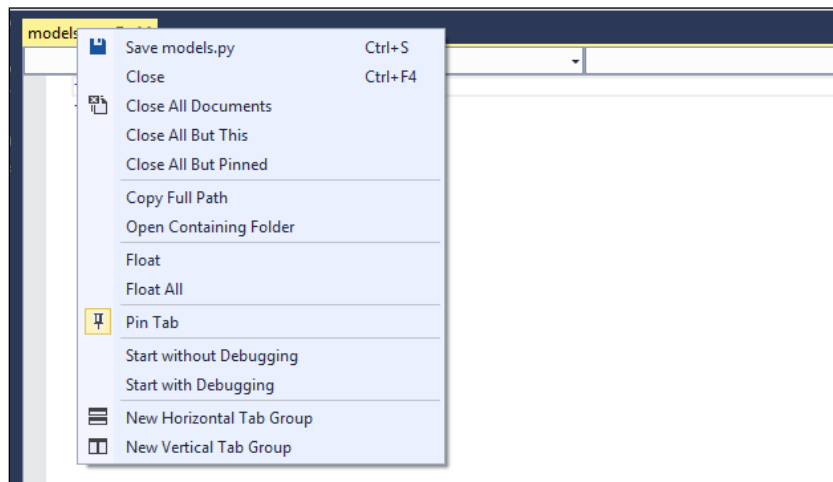 models
Save models.py Ctrl+S
Close Ctrl+F4
Close All Documents
Close All But This
Close All But Pinned
Copy Full Path
Open Containing Folder
Float
Float All
Pin Tab
Start without Debugging
Start with Debugging
New Horizontal Tab Group
New Vertical Tab Group